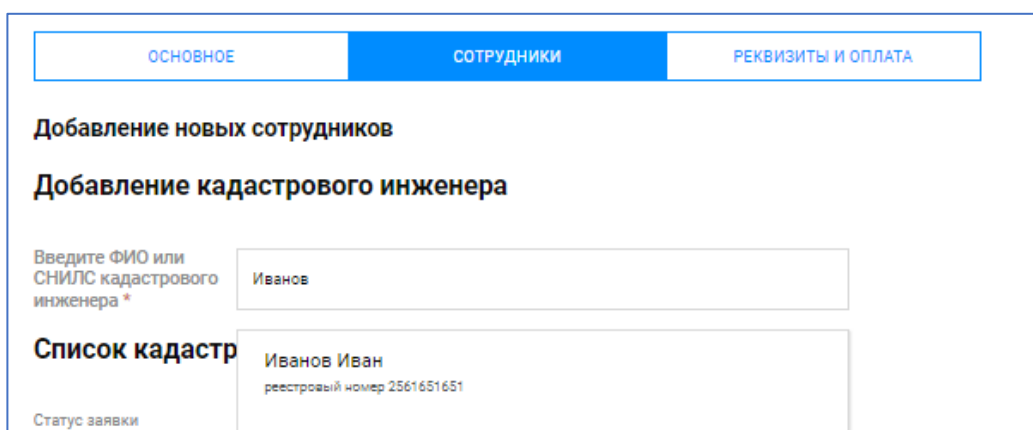 ОСНОВНОЕ СОТРУДНИКИ РЕКВИЗИТЫ И ОПЛАТА
Добавление новых сотрудников
Добавление кадастрового инженера
Введите ФИО или
СНИЛС кадастрового
инженера *
Иванов
Список кадастр
Иванов Иван
реестровый номер 2561651651
Статус заявки